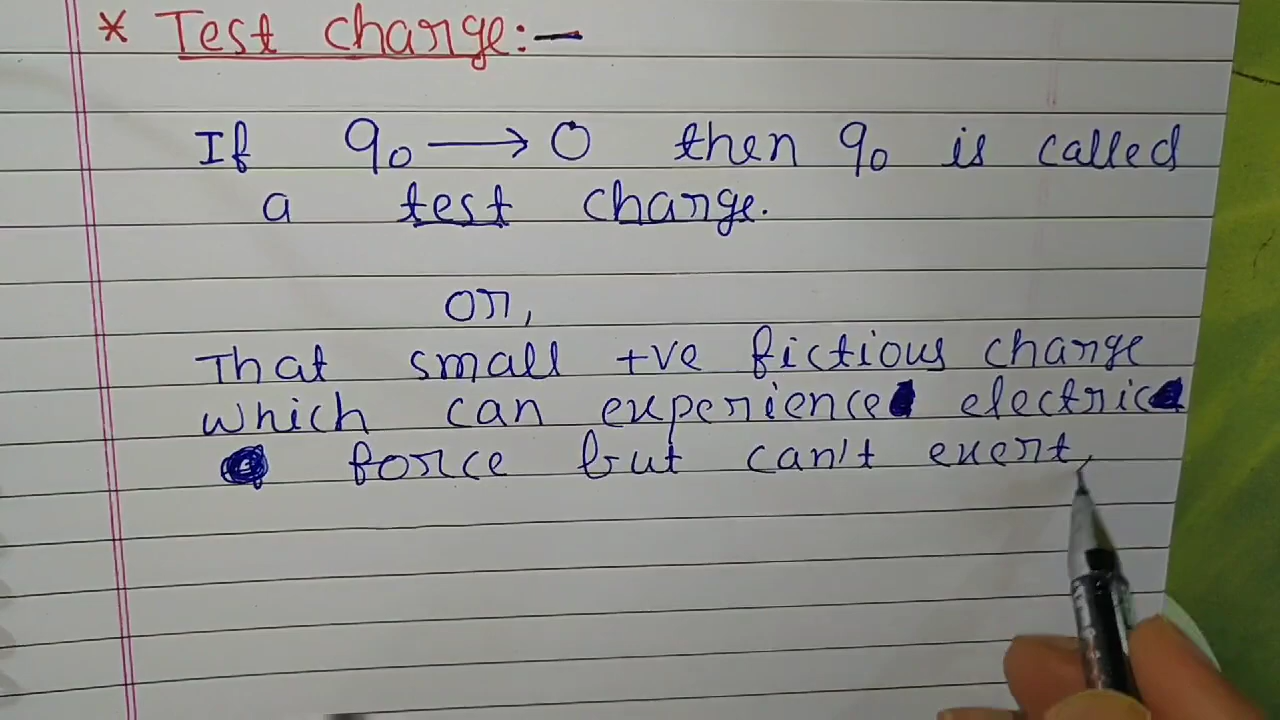 * Test charge:-
If q₀ → 0 then q₀ is called
a test charge.
or,
That small +ve fictious charge
which can experience electric
force but can't exert,